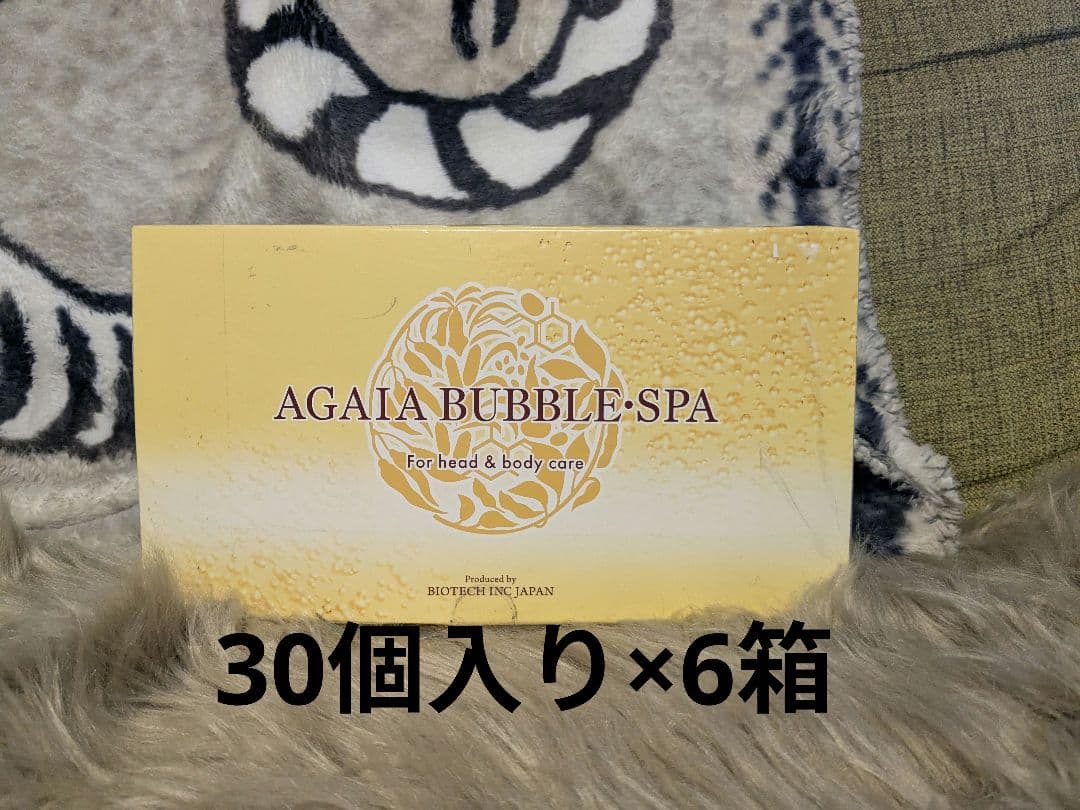 AGAIA BUBBLE•SPA
For head & body care
Produced by
BIOTECH INC JAPAN
30個入り×6箱